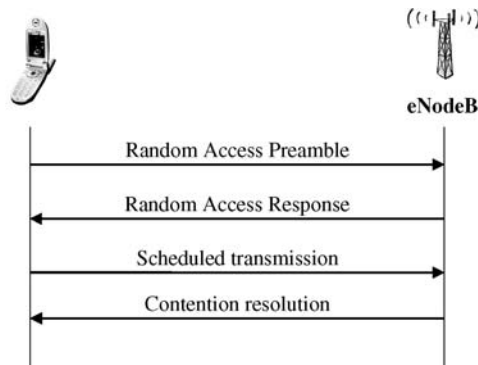 eNodeB
Random Access Preamble
Random Access Response
Scheduled transmission
Contention resolution